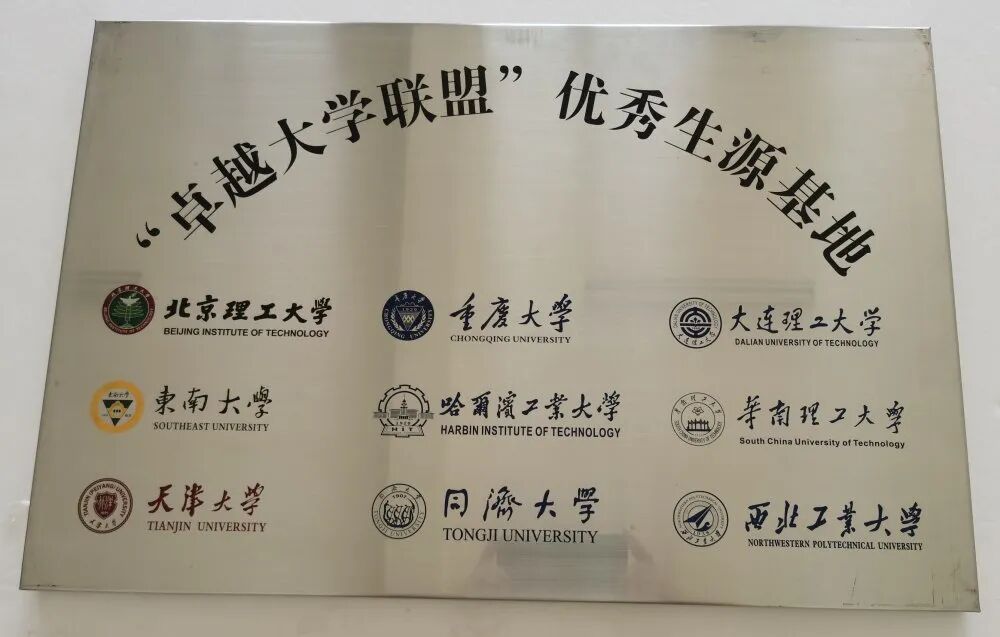 “卓越大学联盟”优秀生源基地
北京理工大学
BEIJING INSTITUTE OF TECHNOLOGY
重庆大学
CHONGQING UNIVERSITY
大连理工大学
DALIAN UNIVERSITY OF TECHNOLOGY
東南大學
SOUTHEAST UNIVERSITY
哈爾濱工業大學
HARBIN INSTITUTE OF TECHNOLOGY
華南理工大學
South China University of Technology
天津大学
TIANJIN UNIVERSITY
同濟大學
TONGJI UNIVERSITY
西北工業大學
NORTHWESTERN POLYTECHNICAL UNIVERSITY